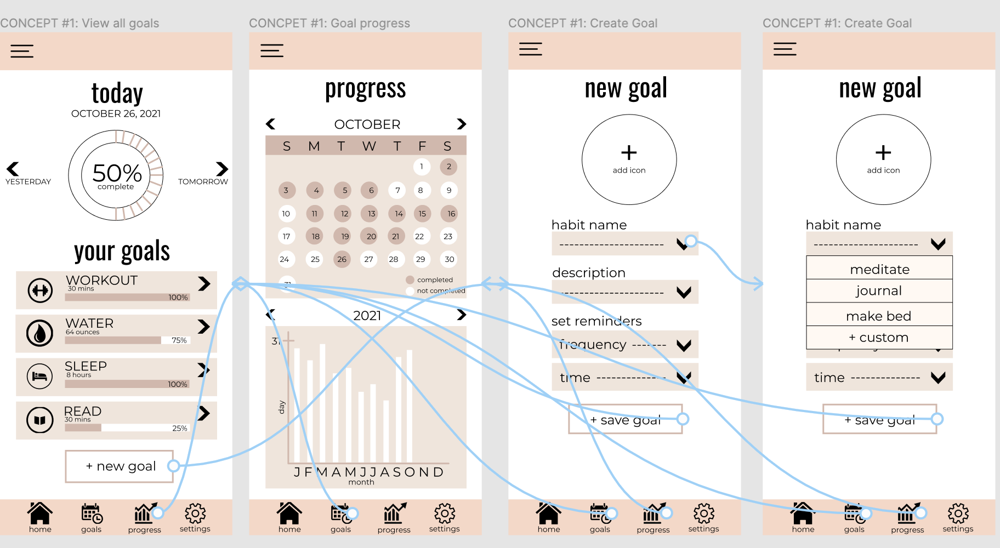 CONCEPT #1: View all goals
today
OCTOBER 26, 2021
50%
complete
YESTERDAY
TOMORROW
your goals
WORKOUT
30 mins
100%
WATER
64 ounces
75%
SLEEP
8 hours
100%
READ
30 mins
25%
+ new goal
home goals progress settings
CONCPET #1: Goal progress
progress
OCTOBER
S M T W T F S
1 2
3 4 5 6 7 8 9
10 11 12 13 14 15 16
17 18 19 20 21 22 23
24 25 26 27 28 29 30
31
completed
not completed
2021
31
day
J F M A M J J A S O N D
month
home goals progress settings
CONCEPT #1: Create Goal
new goal
+
add icon
habit name
---------------------
description
---------------------
set reminders
frequency -------
time --------------
+ save goal
home goals progress settings
CONCEPT #1: Create Goal
new goal
+
add icon
habit name
---------------------
meditate
journal
make bed
+ custom
time --------------
+ save goal
home goals progress settings